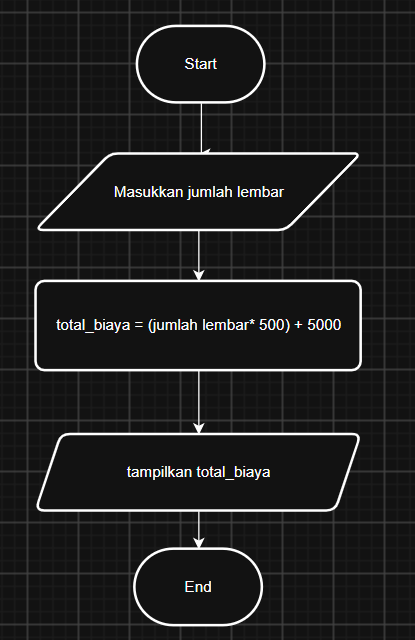 Start
Masukkan jumlah lembar
total_biaya = (jumlah lembar* 500) + 5000
tampilkan total_biaya
End